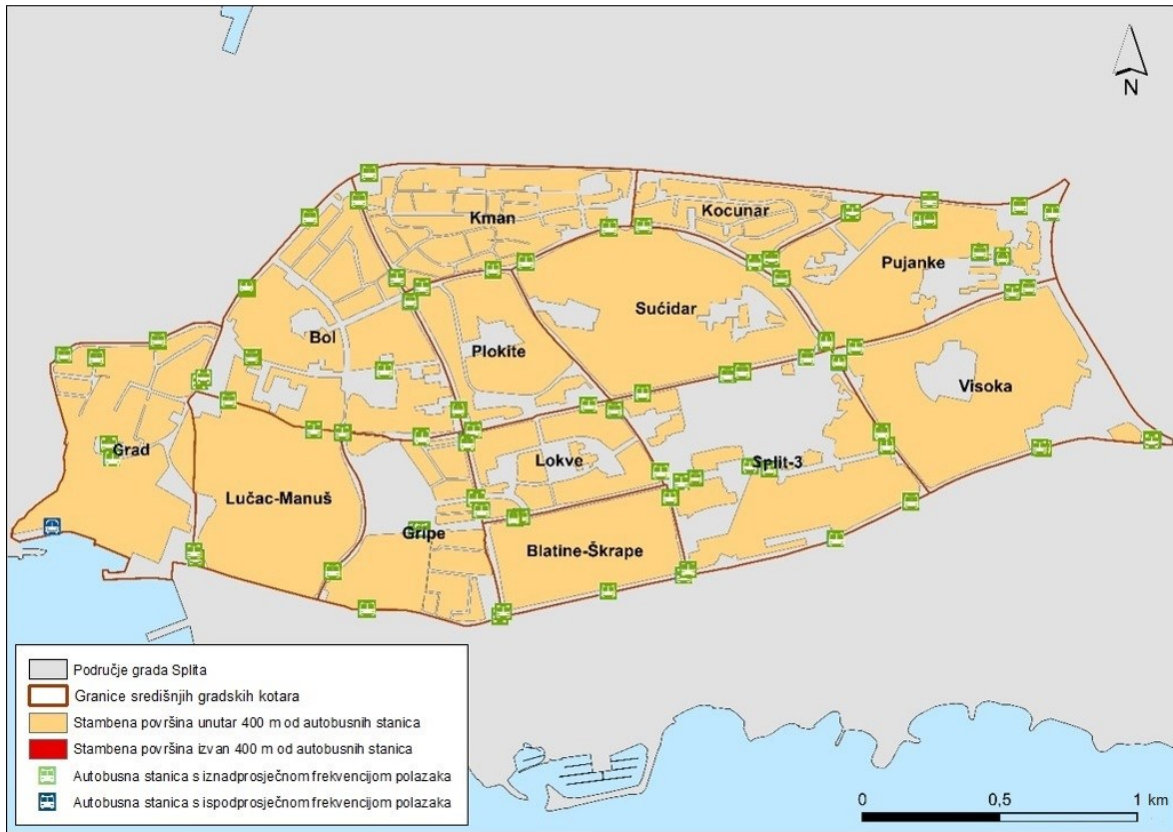 N
Kman
Kocunar
Pujanke
Sućidar
Bol
Plokite
Visoka
Grad
Lokve
Split-3
Lučac-Manuš
Gripe
Blatine-Škrape
Područje grada Splita
Granice središnjih gradskih kotara
Stambena površina unutar 400 m od autobusnih stanica
Stambena površina izvan 400 m od autobusnih stanica
Autobusna stanica s iznadprosječnom frekvencijom polazaka
Autobusna stanica s ispodprosječnom frekvencijom polazaka
0 0,5 1 km